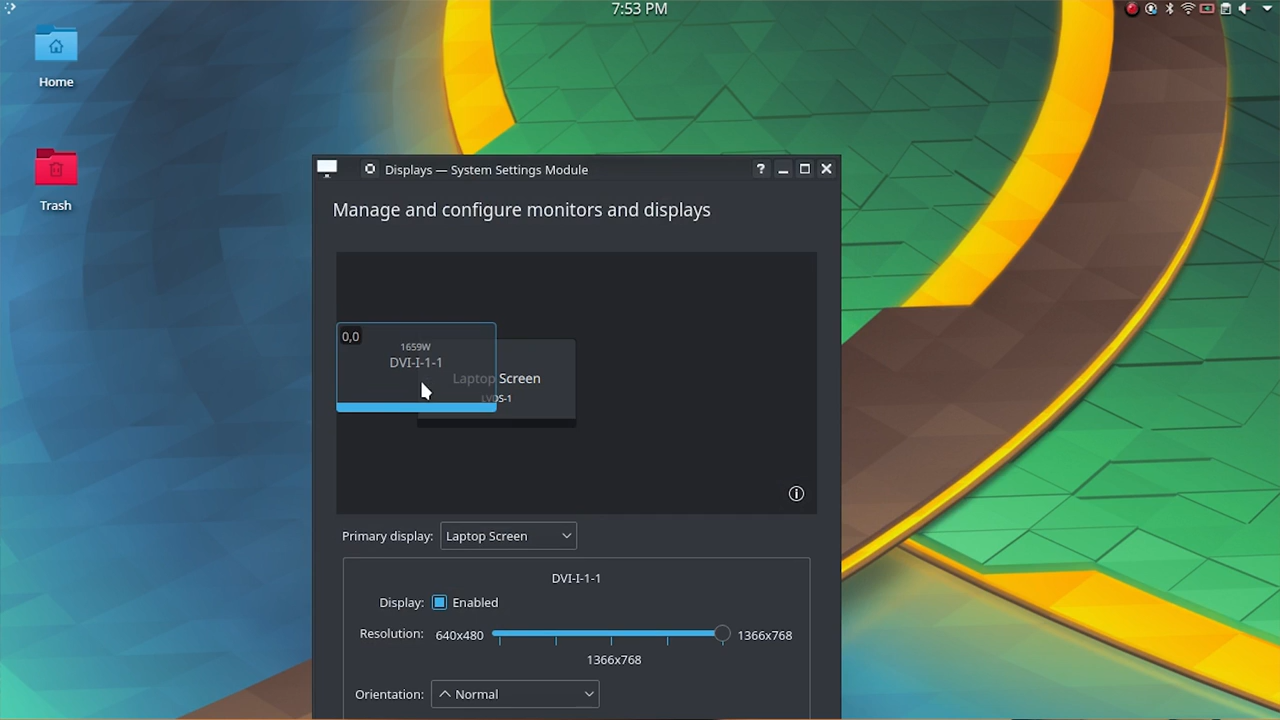 7:53 PM
Home
Trash
Displays — System Settings Module
Manage and configure monitors and displays
0,0
1659W
DVI-I-1-1
Laptop Screen
LVDS-1
Primary display: Laptop Screen
DVI-I-1-1
Display: Enabled
Resolution: 640x480 1366x768
1366x768
Orientation: Normal